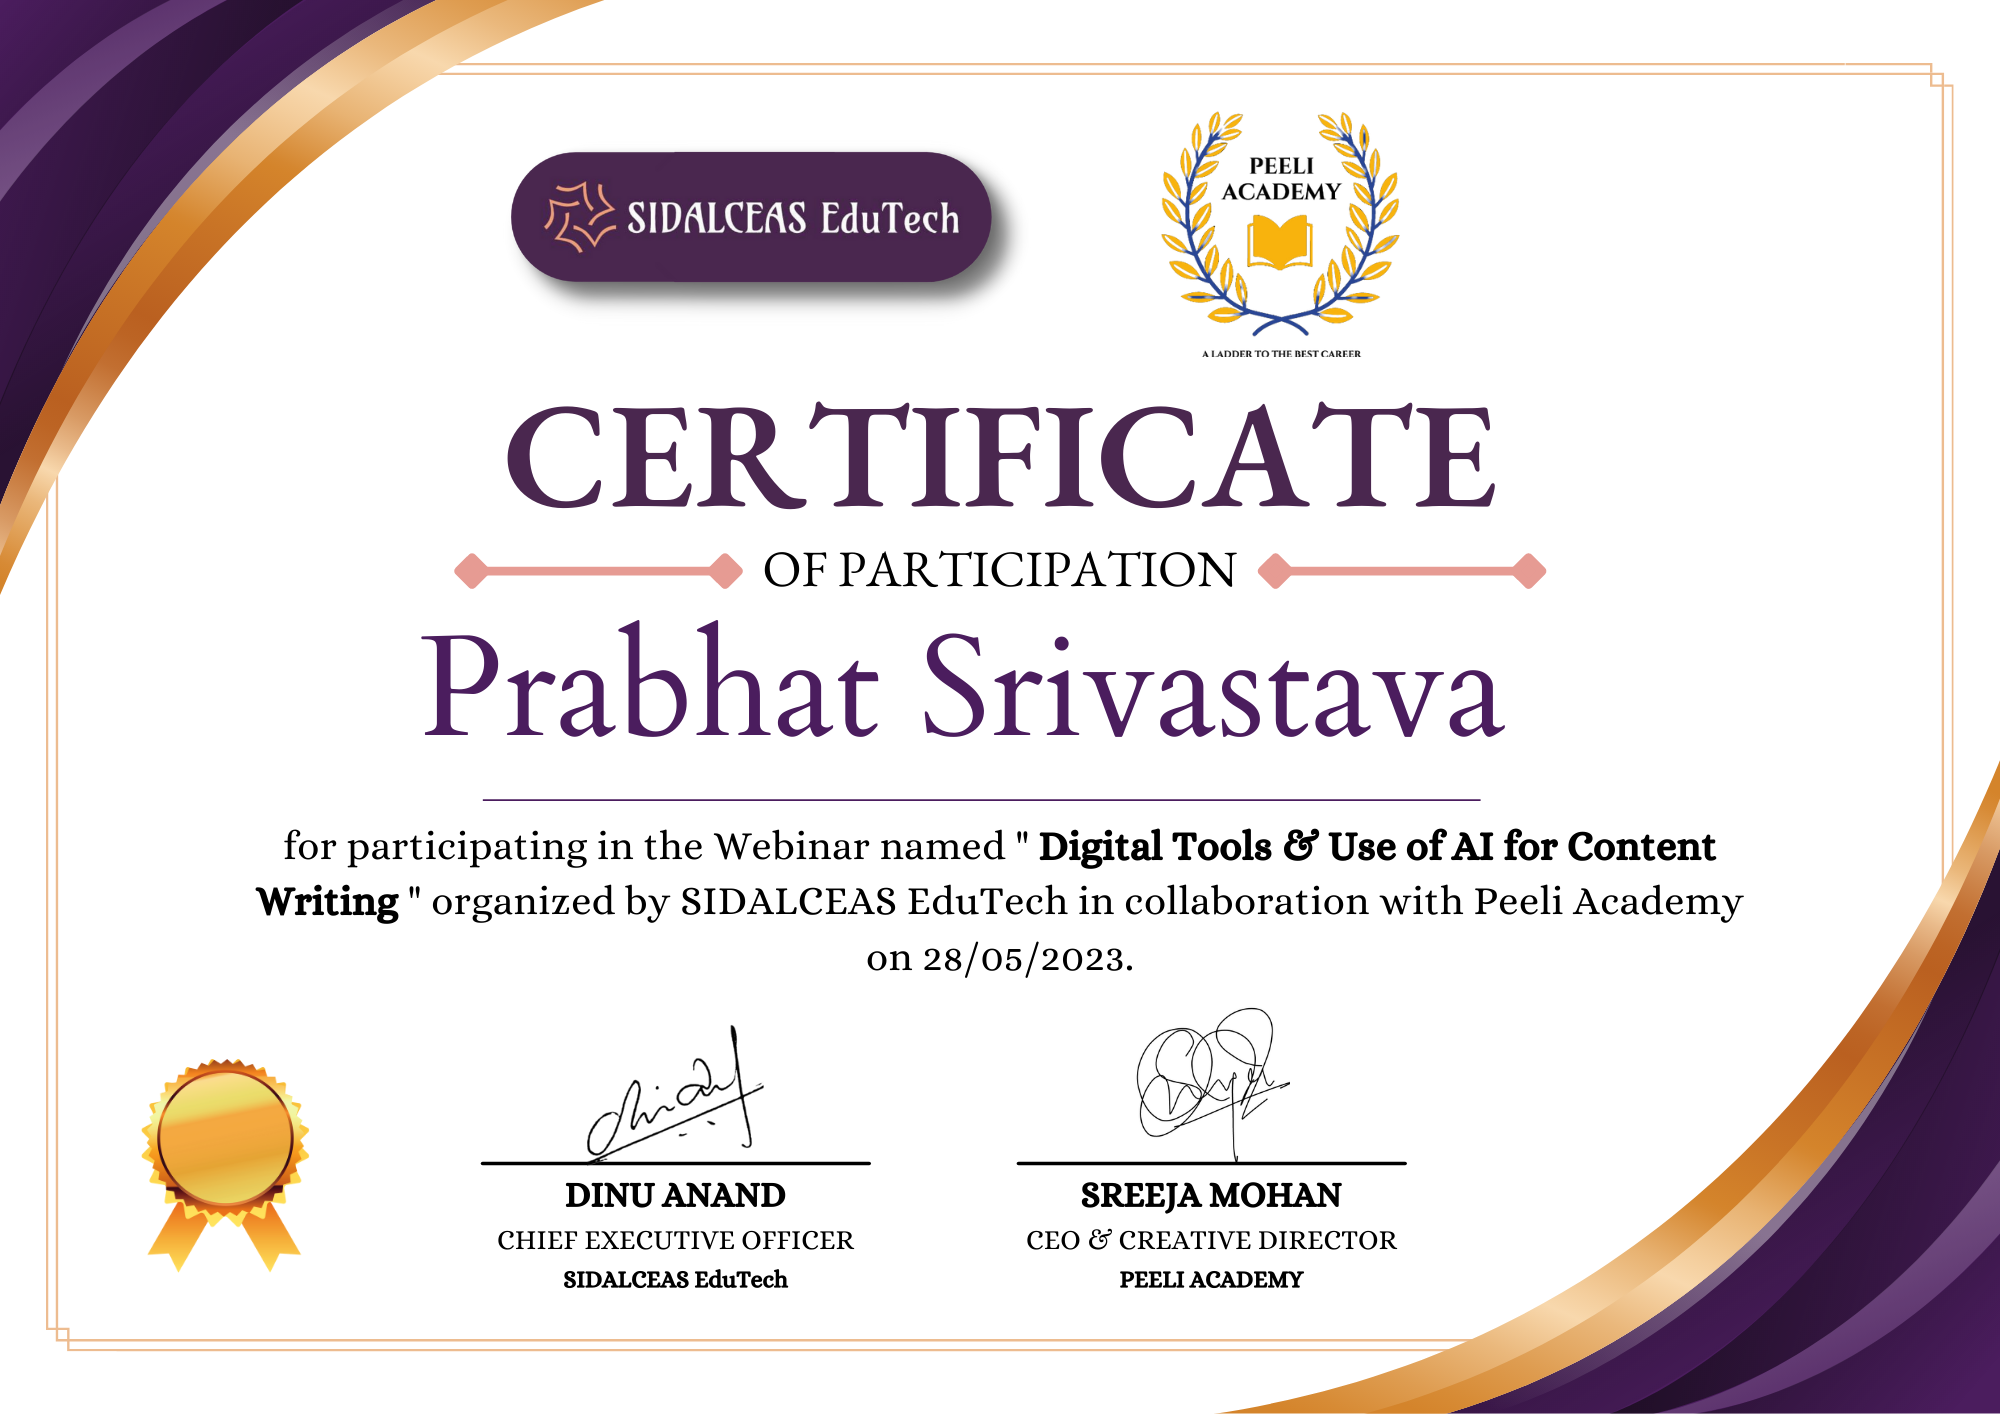 SIDALCEAS EduTech
PEELI
ACADEMY
A LADDER TO THE BEST CAREER
CERTIFICATE
OF PARTICIPATION
Prabhat Srivastava
for participating in the Webinar named " Digital Tools & Use of AI for Content
Writing " organized by SIDALCEAS EduTech in collaboration with Peeli Academy
on 28/05/2023.
DINU ANAND
CHIEF EXECUTIVE OFFICER
SIDALCEAS EduTech
SREEJA MOHAN
CEO & CREATIVE DIRECTOR
PEELI ACADEMY